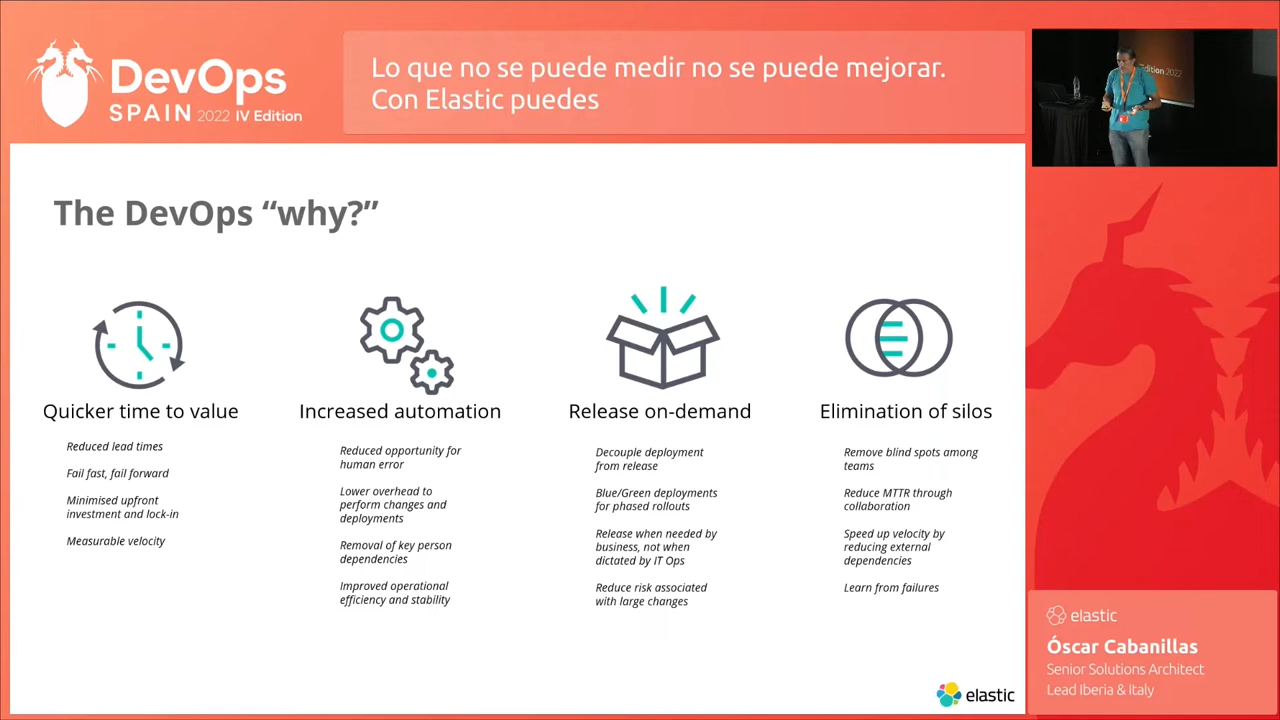 DevOps
SPAIN 2022 IV Edition
Lo que no se puede medir no se puede mejorar.
Con Elastic puedes
Edition 2022
The DevOps “why?”
Quicker time to value
Reduced lead times
Fail fast, fail forward
Minimised upfront
investment and lock-in
Measurable velocity
Increased automation
Reduced opportunity for
human error
Lower overhead to
perform changes and
deployments
Removal of key person
dependencies
Improved operational
efficiency and stability
Release on-demand
Decouple deployment
from release
Blue/Green deployments
for phased rollouts
Release when needed by
business, not when
dictated by IT Ops
Reduce risk associated
with large changes
Elimination of silos
Remove blind spots among
teams
Reduce MTTR through
collaboration
Speed up velocity by
reducing external
dependencies
Learn from failures
elastic
elastic
Óscar Cabanillas
Senior Solutions Architect
Lead Iberia & Italy